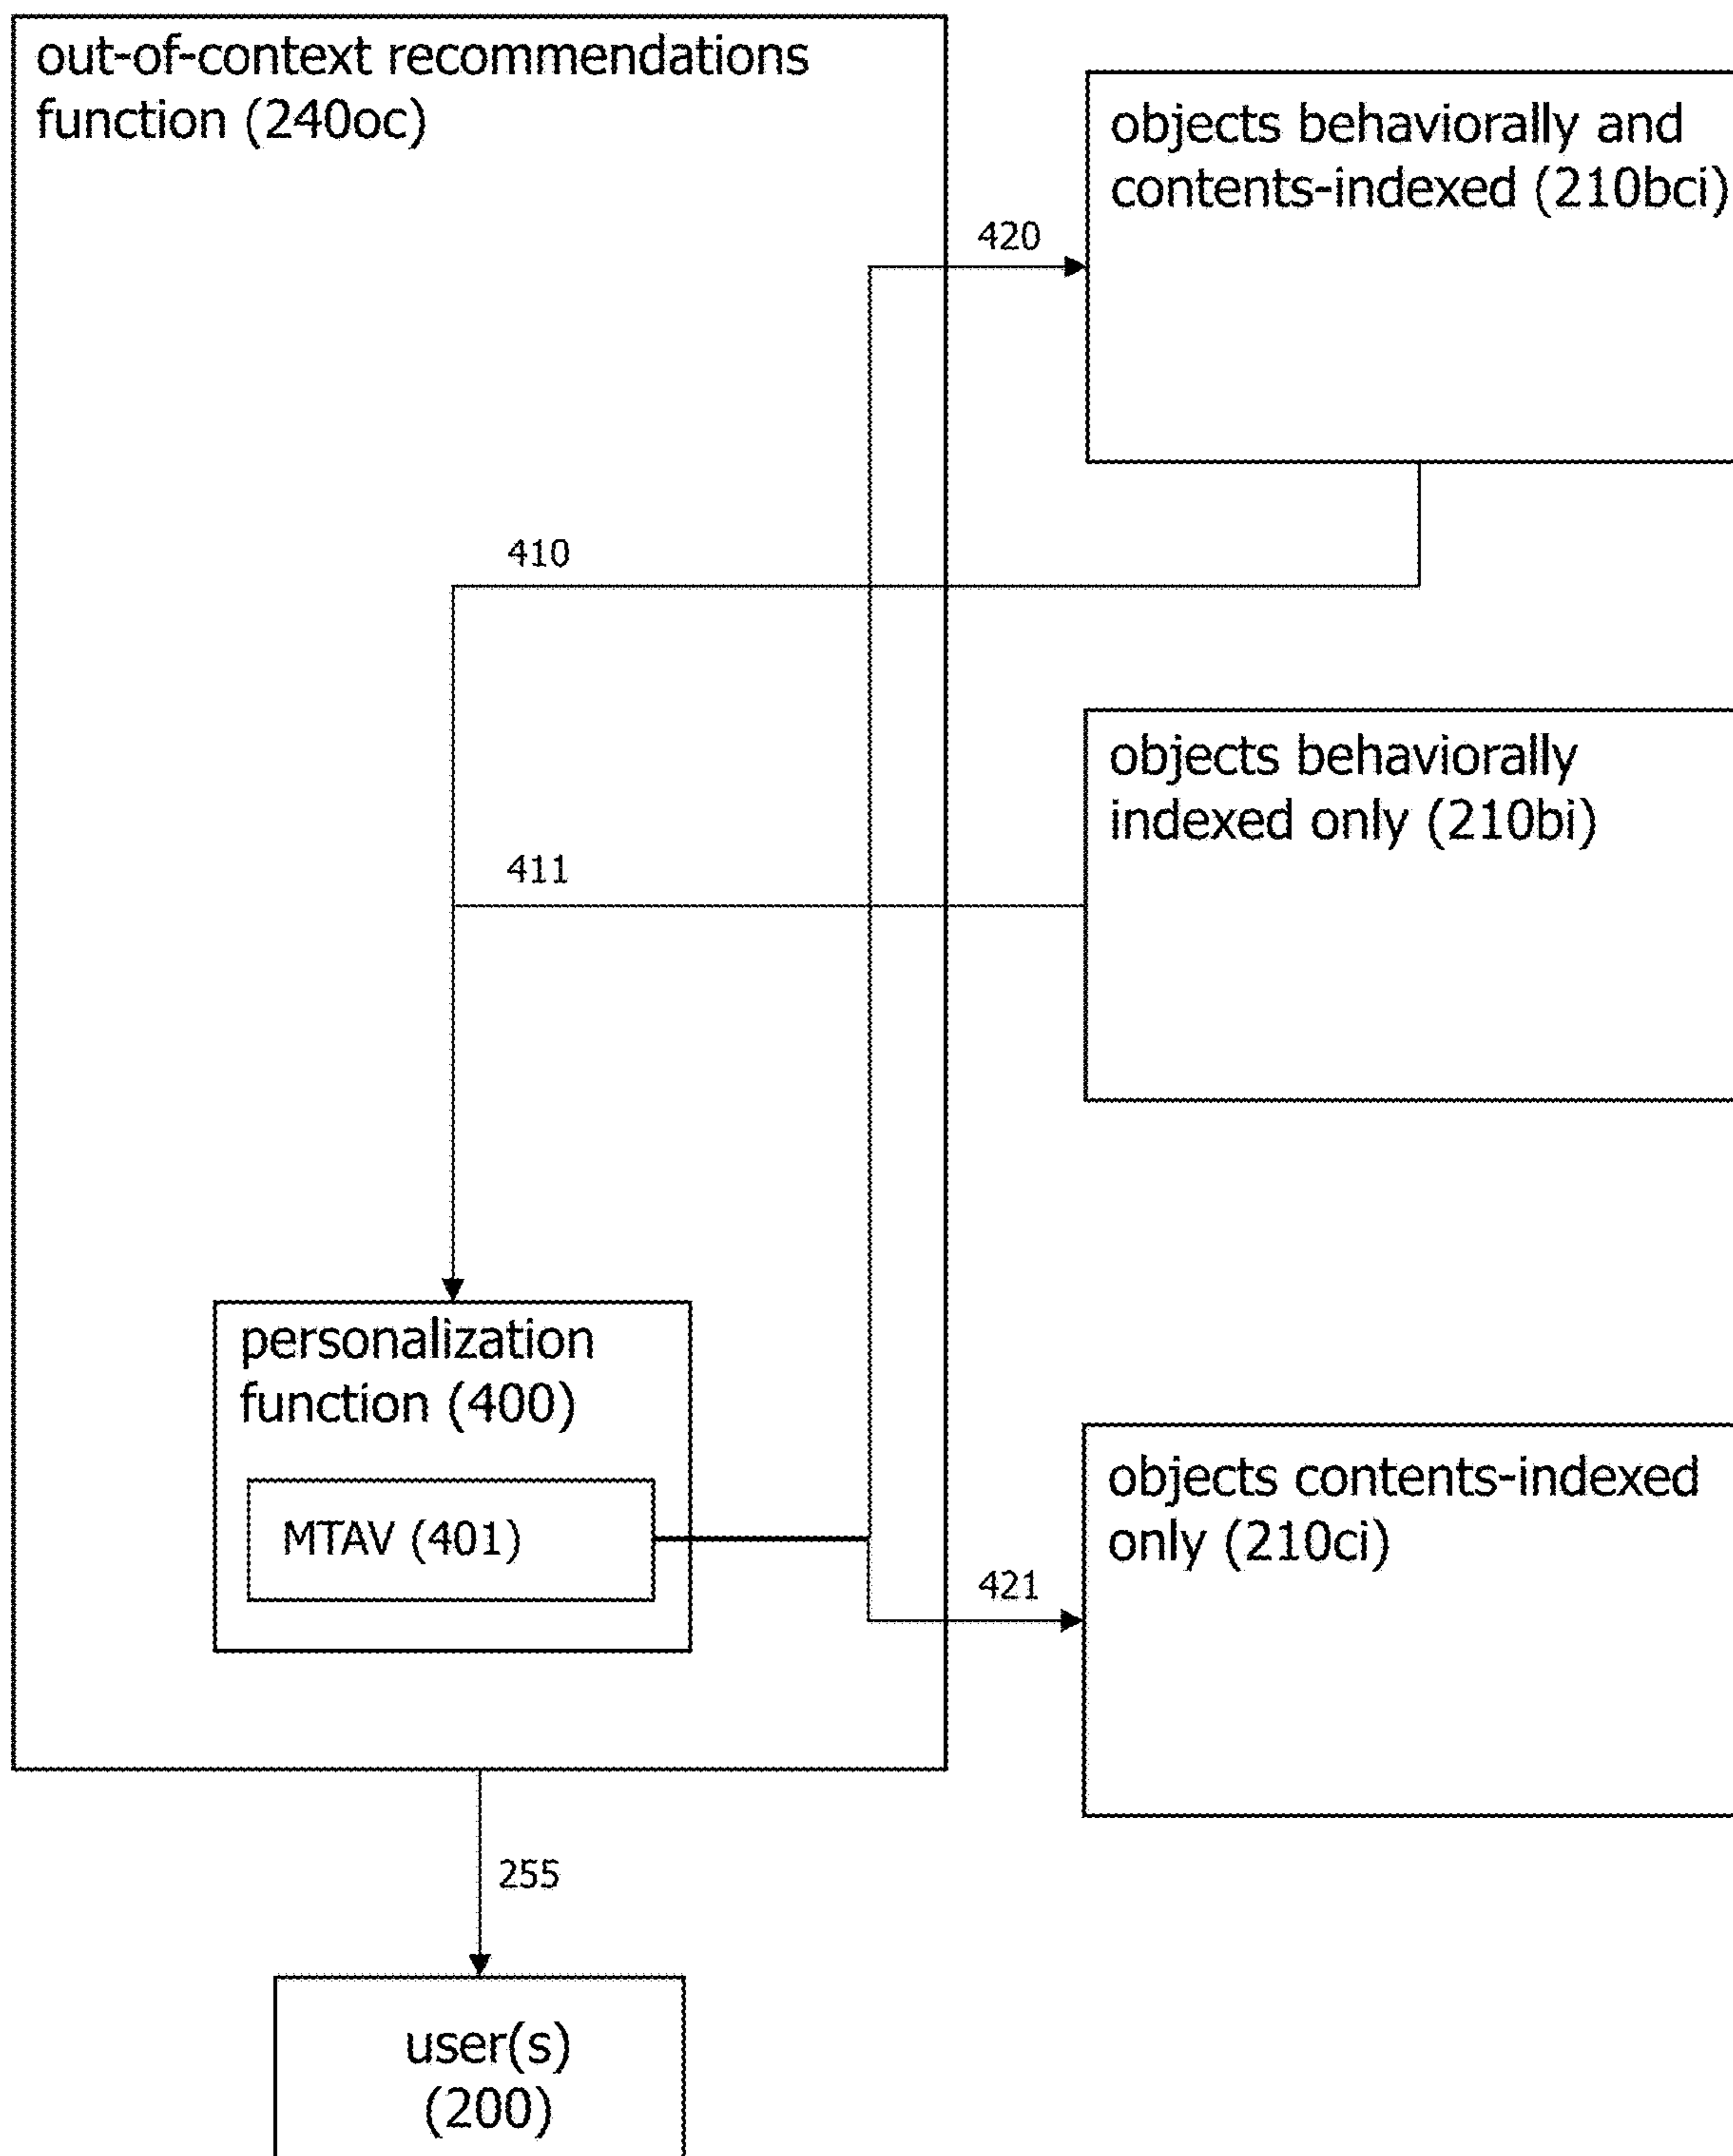 out-of-context recommendations
function (240oc)
objects behaviorally and
contents-indexed (210bci)
420
410
objects behaviorally
indexed only (210bi)
411
personalization
function (400)
MTAV (401)
objects contents-indexed
only (210ci)
421
255
user(s)
(200)